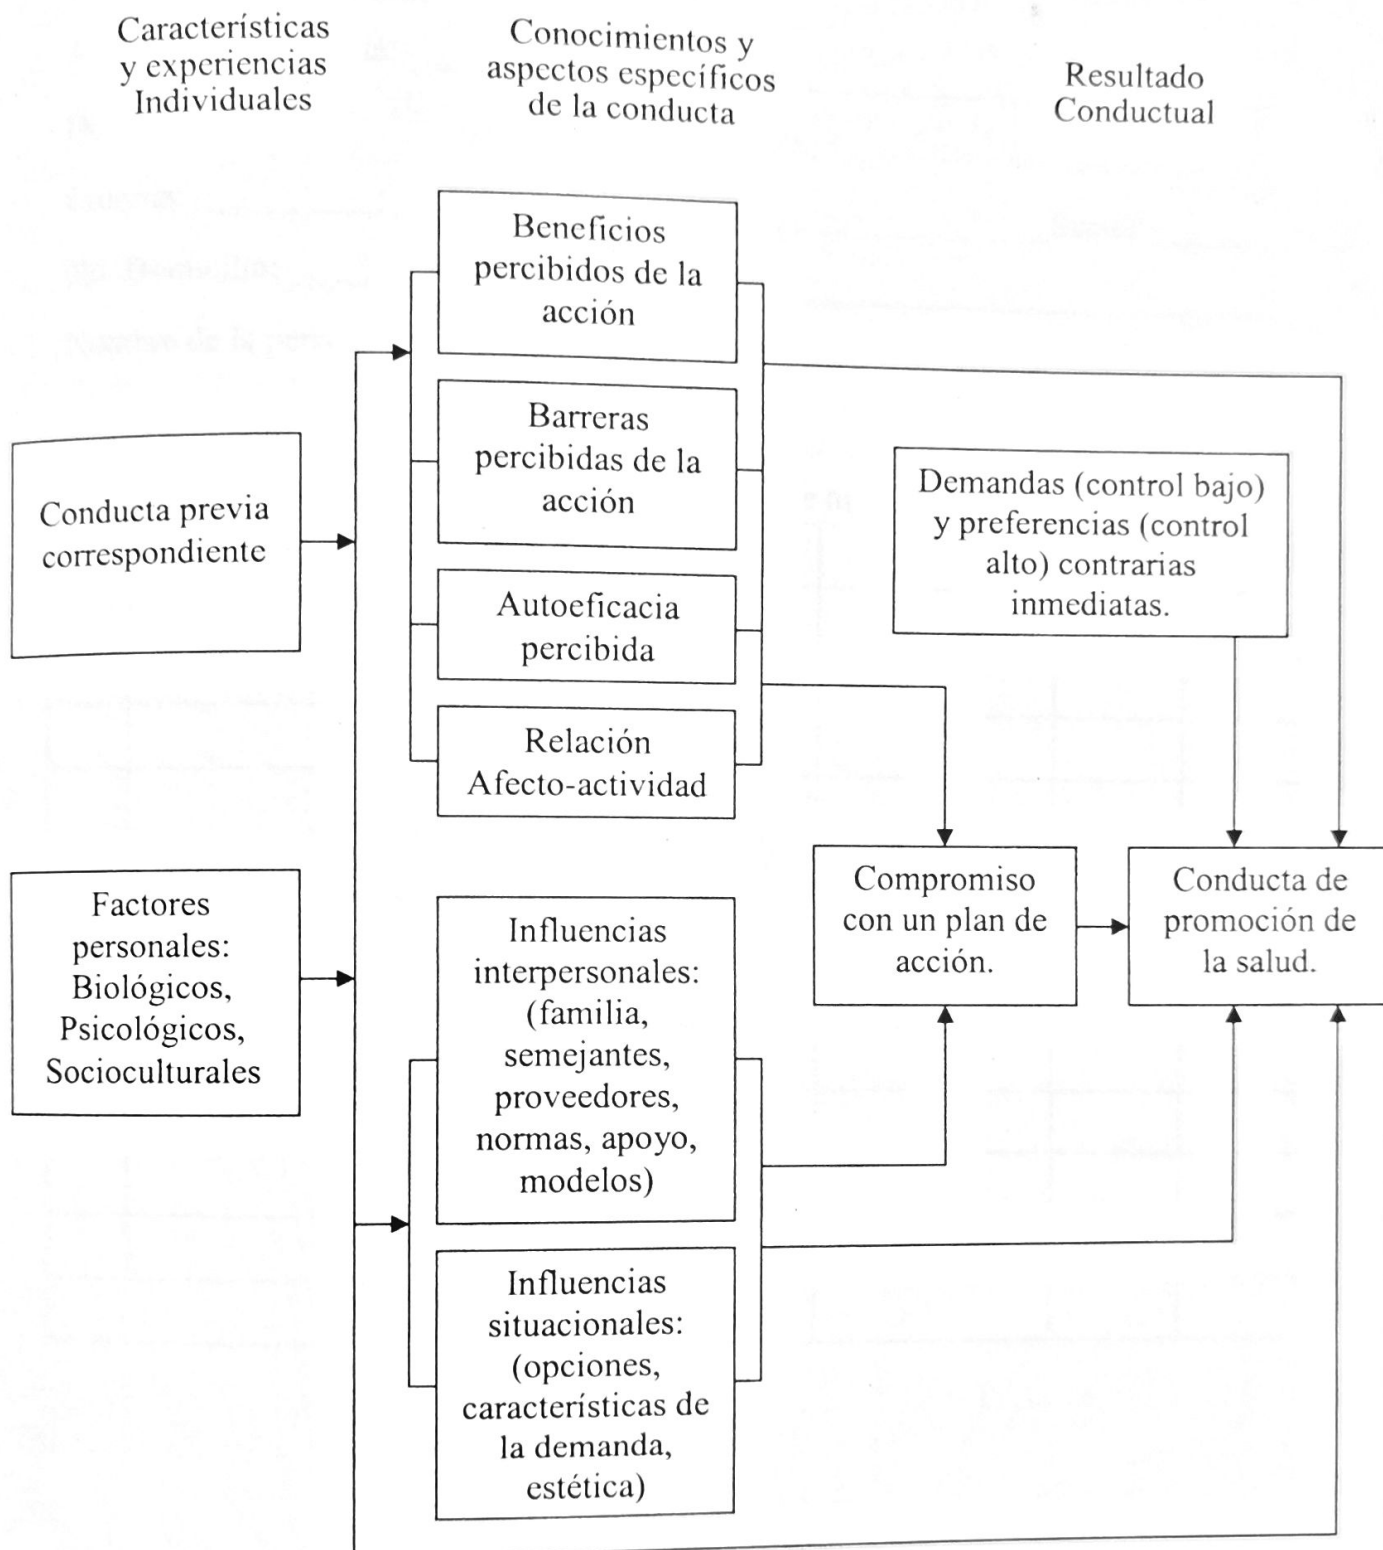 Características
y experiencias
Individuales
Conocimientos y
aspectos específicos
de la conducta
Resultado
Conductual
Beneficios
percibidos de la
acción
Barreras
percibidas de la
acción
Autoeficacia
percibida
Relación
Afecto-actividad
Conducta previa
correspondiente
Factores
personales:
Biológicos,
Psicológicos,
Socioculturales
Influencias
interpersonales:
(familia,
semejantes,
proveedores,
normas, apoyo,
modelos)
Influencias
situacionales:
(opciones,
características de
la demanda,
estética)
Demandas (control bajo)
y preferencias (control
alto) contrarias
inmediatas.
Compromiso
con un plan de
acción.
Conducta de
promoción de
la salud.